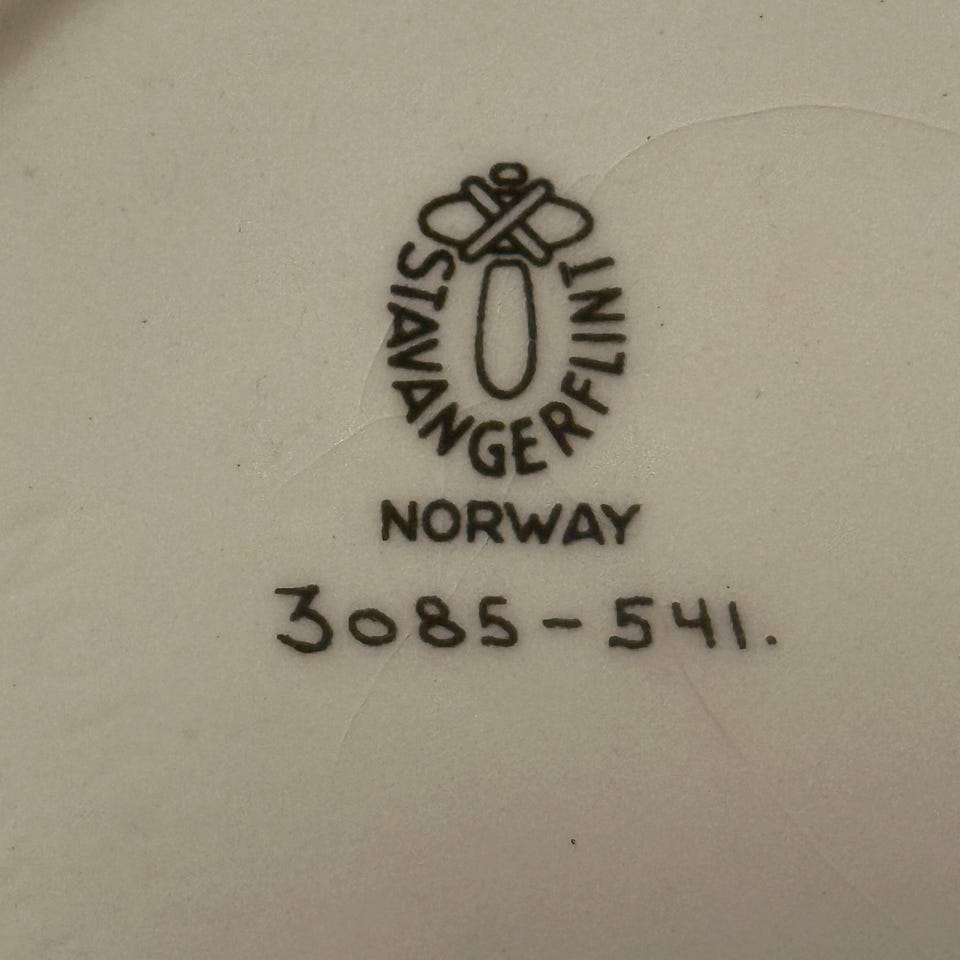 STAVANGERFLINT
NORWAY
3085-541.